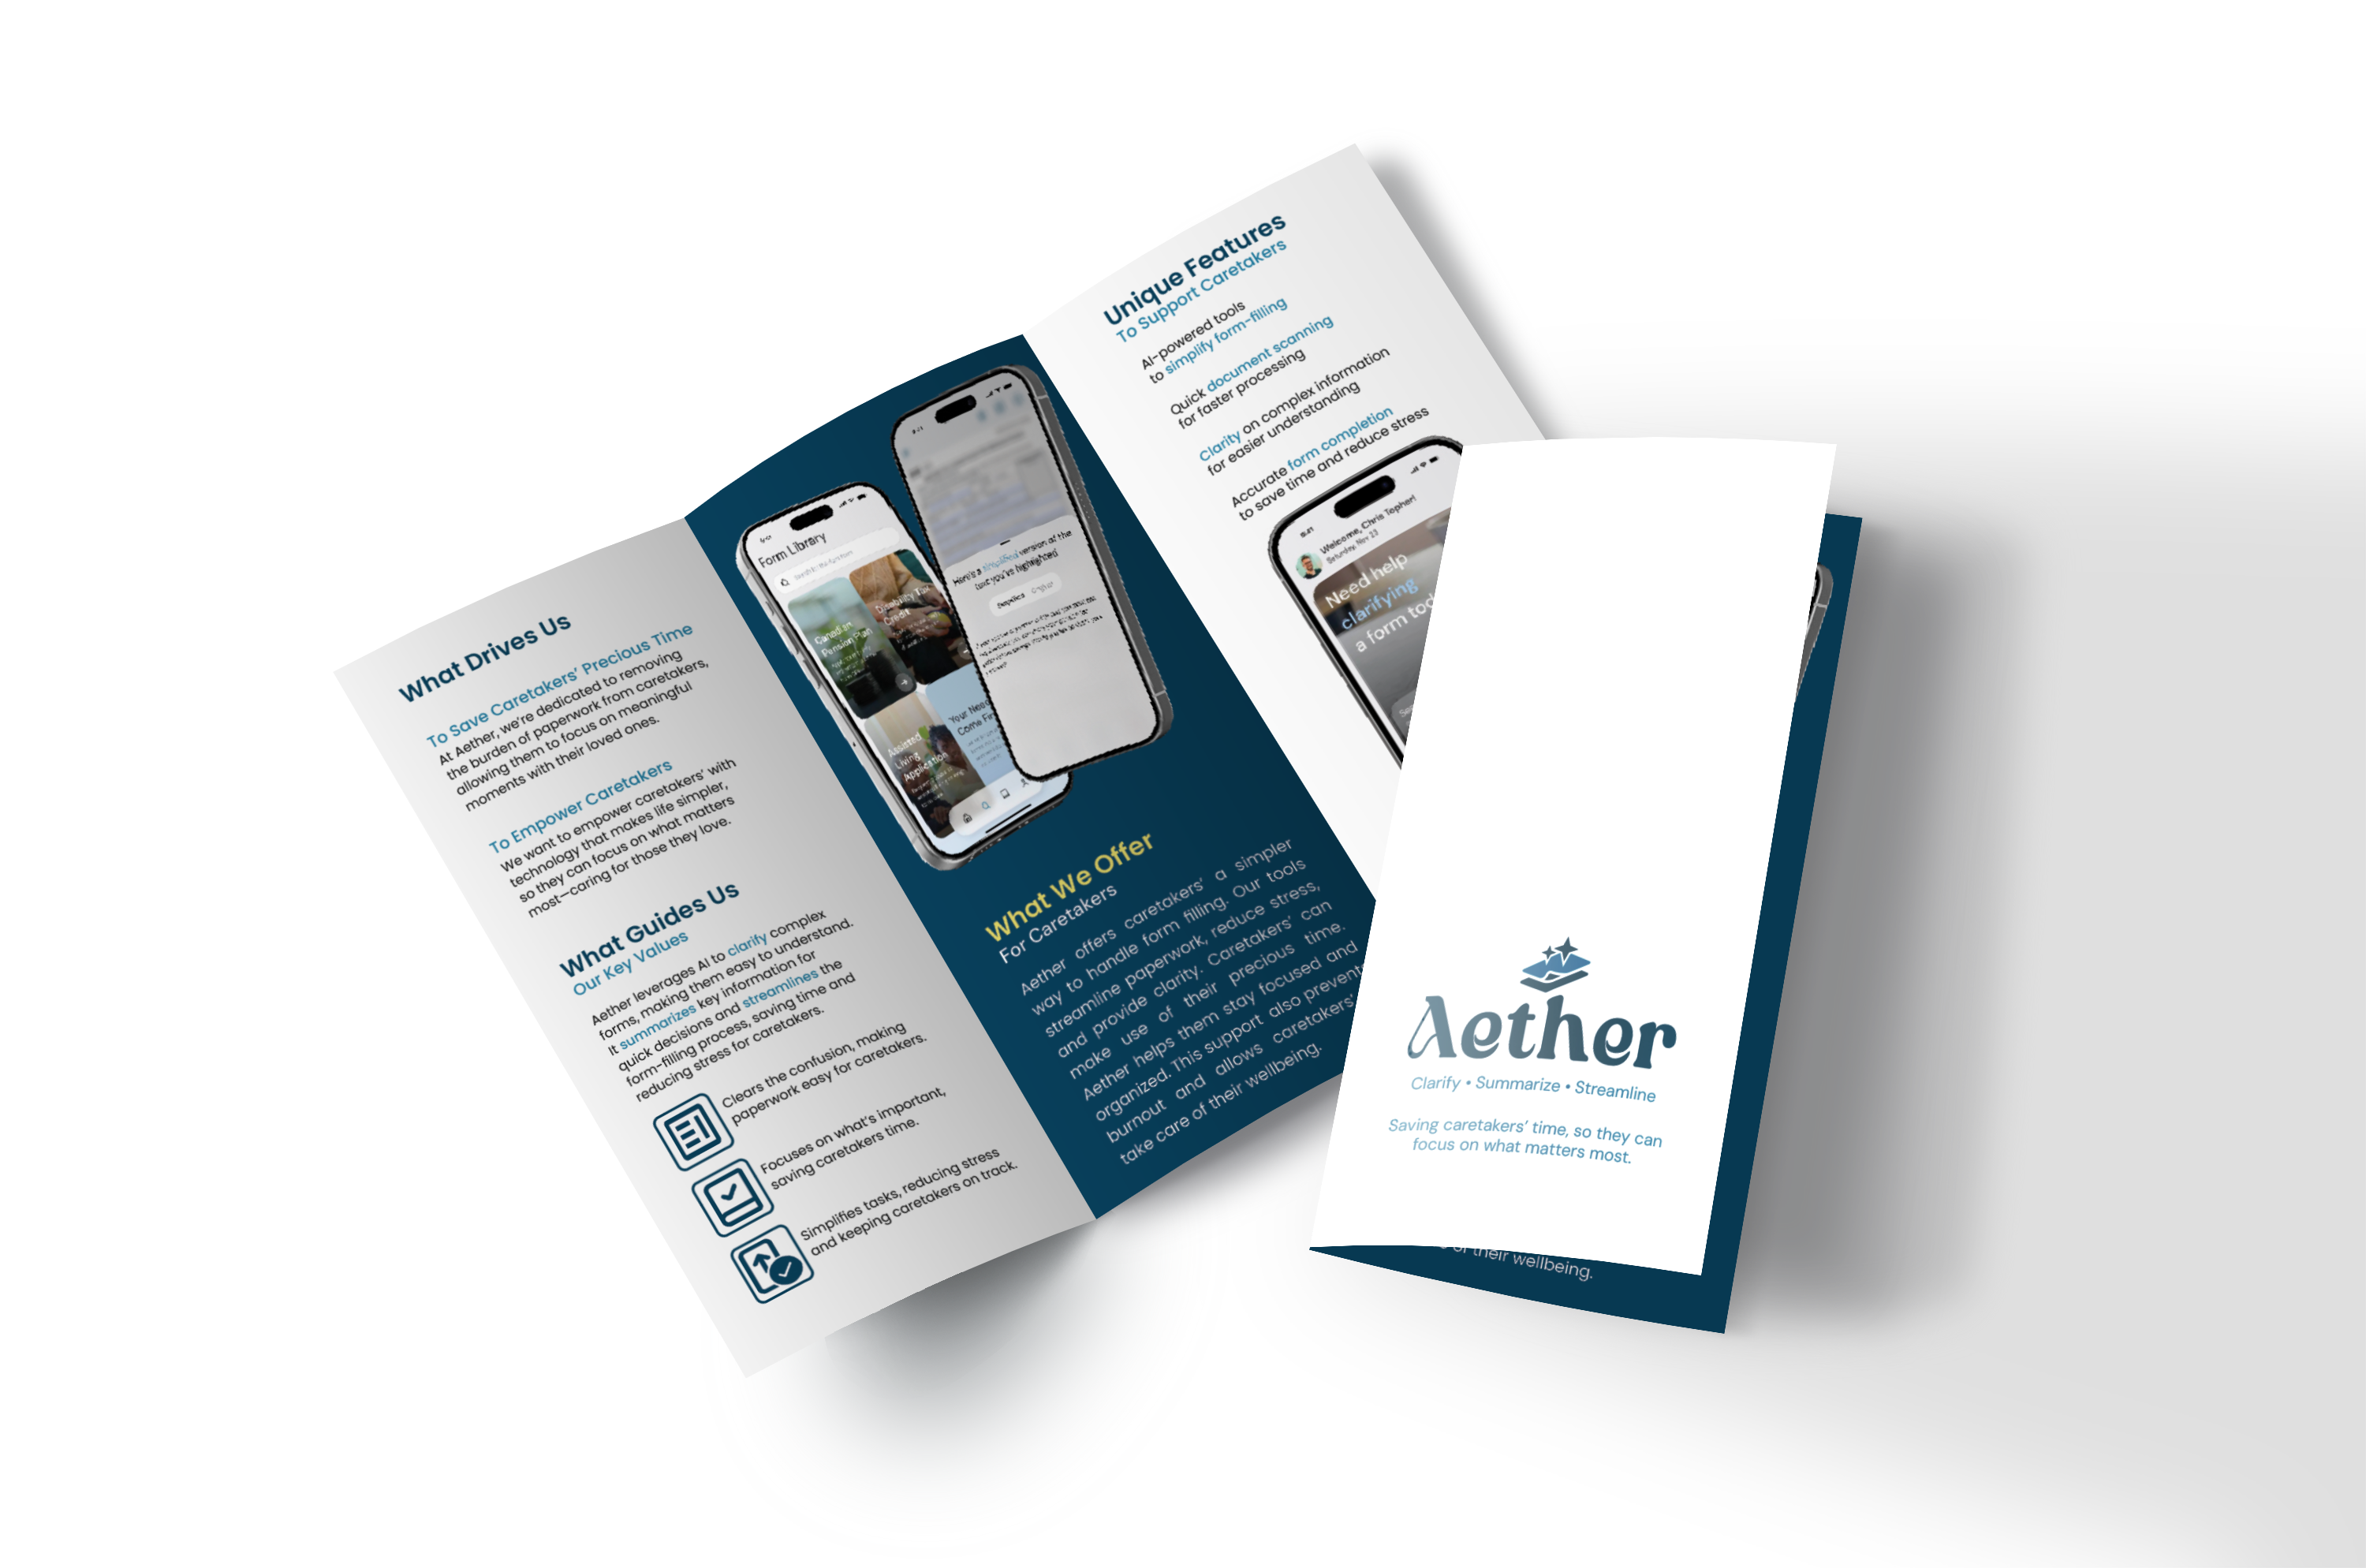 What Drives Us
To Save Caretakers' Precious Time
At Aether, we're dedicated to removing
the burden of paperwork from caretakers,
allowing them to focus on meaningful
moments with their loved ones.
To Empower Caretakers
We want to empower caretakers' with
technology that makes life simpler,
so they can focus on what matters
most—caring for those they love.
What Guides Us
Our Key Values
Aether leverages AI to clarify complex
forms, making them easy to understand.
It summarizes key information for
quick decisions and streamlines the
form-filling process, saving time and
reducing stress for caretakers.
Clears the confusion, making
paperwork easy for caretakers.
Focuses on what's important,
saving caretakers time.
Simplifies tasks, reducing stress
and keeping caretakers on track.
Form Library
Canadian
Pension Plan
Disability Tax
Credit
Assisted
Living
Application
Your Need
Come Fir
Here's a simplified version of the
text you've highlighted
What We Offer
For Caretakers
Aether offers caretakers' a simpler
way to handle form filling. Our tools
streamline paperwork, reduce stress,
and provide clarity. Caretakers' can
make use of their precious time.
Aether helps them stay focused and
organized. This support also prevents
burnout and allows caretakers'
take care of their wellbeing.
Unique Features
To Support Caretakers
AI-powered tools
to simplify form-filling
Quick document scanning
for faster processing
Clarity on complex information
for easier understanding
Accurate form completion
to save time and reduce stress
9:41
Welcome, Chris Topher!
Saturday, Nov 23
Need help
clarifying
a form tod
Aether
Clarify • Summarize • Streamline
Saving caretakers' time, so they can
focus on what matters most.
of their wellbeing.